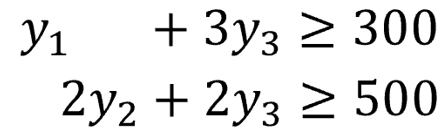 y₁ + 3y₃ ≥ 300
2y₂ + 2y₃ ≥ 500